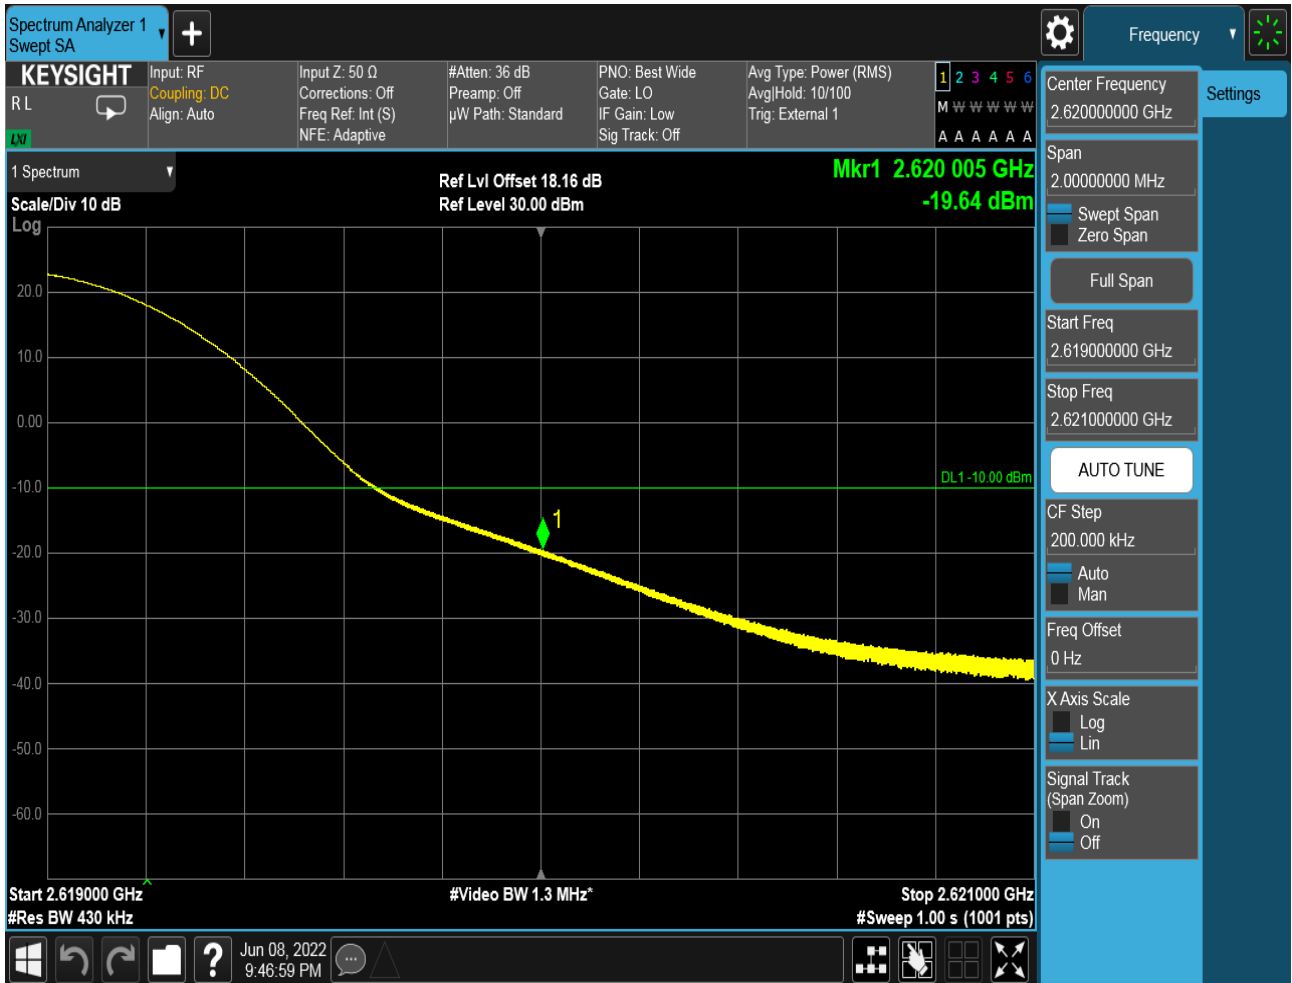 Spectrum Analyzer 1
Swept SA
Frequency
KEYSIGHT
R L
LXI
Input: RF
Coupling: DC
Align: Auto
Input Z: 50 Ω
Corrections: Off
Freq Ref: Int (S)
NFE: Adaptive
#Atten: 36 dB
Preamp: Off
µW Path: Standard
PNO: Best Wide
Gate: LO
IF Gain: Low
Sig Track: Off
Avg Type: Power (RMS)
Avg|Hold: 10/100
Trig: External 1
1 2 3 4 5 6
M W W W W W
A A A A A A
1 Spectrum
Scale/Div 10 dB
Log
Ref Lvl Offset 18.16 dB
Ref Level 30.00 dBm
Mkr1 2.620 005 GHz
-19.64 dBm
20.0
10.0
0.00
-10.0
-20.0
-30.0
-40.0
-50.0
-60.0
DL1 -10.00 dBm
1
Start 2.619000 GHz
#Res BW 430 kHz
#Video BW 1.3 MHz*
Stop 2.621000 GHz
#Sweep 1.00 s (1001 pts)
Jun 08, 2022
9:46:59 PM
Center Frequency
2.620000000 GHz
Span
2.00000000 MHz
Swept Span
Zero Span
Full Span
Start Freq
2.619000000 GHz
Stop Freq
2.621000000 GHz
AUTO TUNE
CF Step
200.000 kHz
Auto
Man
Freq Offset
0 Hz
X Axis Scale
Log
Lin
Signal Track
(Span Zoom)
On
Off
Settings